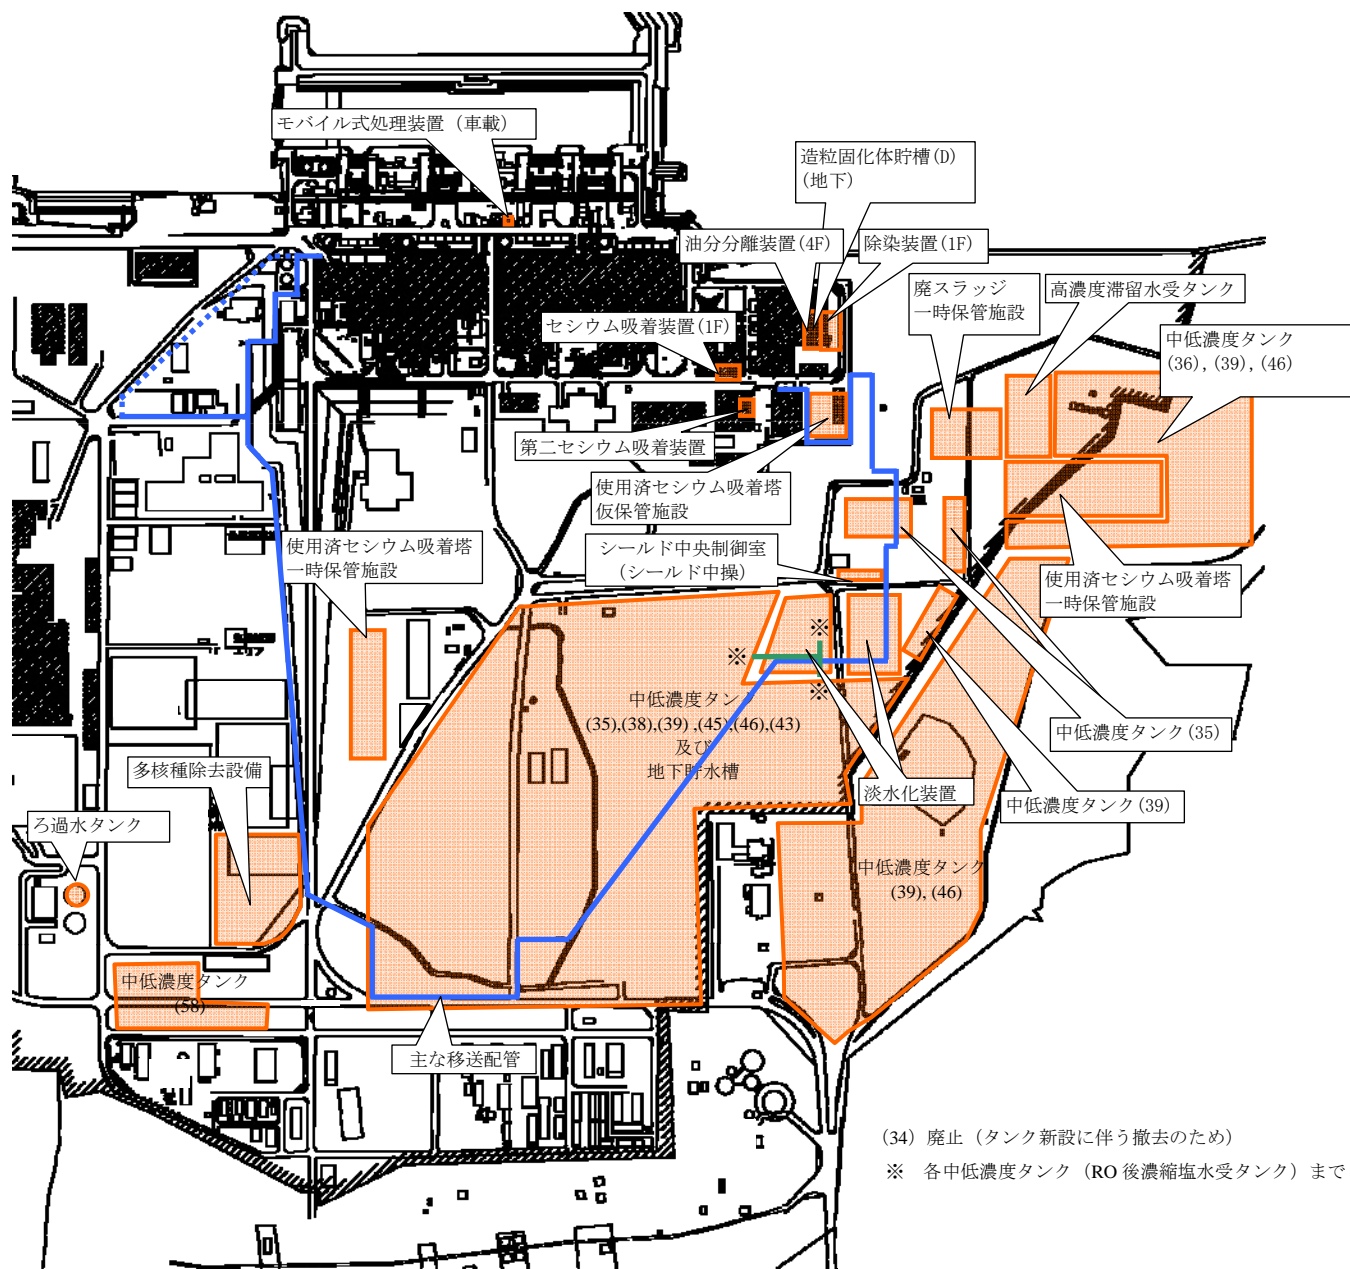 モバイル式処理装置（車載）
造粒固化体貯槽(D)
(地下)
油分分離装置(4F)
除染装置(1F)
廃スラッジ
一時保管施設
高濃度滞留水受タンク
中低濃度タンク
(36), (39), (46)
セシウム吸着装置(1F)
第二セシウム吸着装置
使用済セシウム吸着塔
仮保管施設
使用済セシウム吸着塔
一時保管施設
シールド中央制御室
（シールド中操）
使用済セシウム吸着塔
一時保管施設
※
※
※
中低濃度タンク
(35),(38),(39) ,(45),(46),(43)
及び
地下貯水槽
中低濃度タンク(35)
淡水化装置
中低濃度タンク(39)
多核種除去設備
ろ過水タンク
中低濃度タンク
(39), (46)
中低濃度タンク
(58)
主な移送配管
(34) 廃止（タンク新設に伴う撤去のため）
※　各中低濃度タンク（RO 後濃縮塩水受タンク）まで